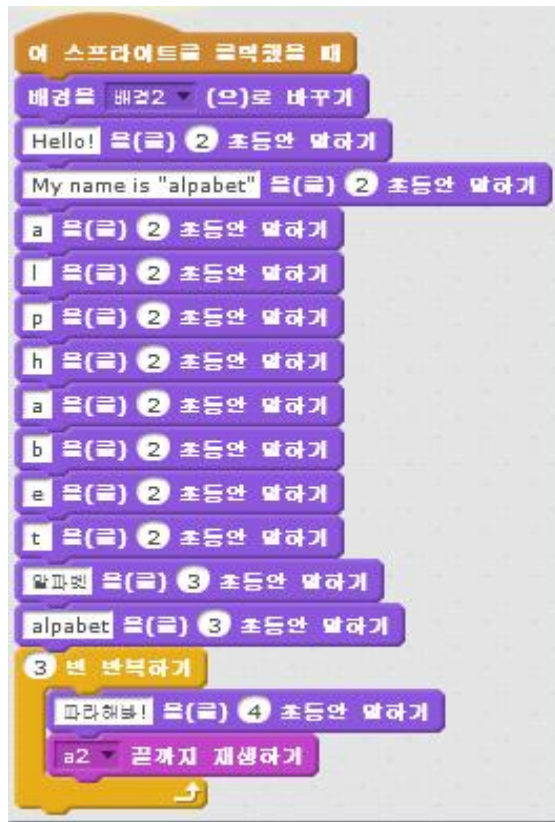 이 스프라이트를 클릭했을 때
배경을 배경2 (으)로 바꾸기
Hello! 을(를) 2 초동안 말하기
My name is "alpabet" 을(를) 2 초동안 말하기
a 을(를) 2 초동안 말하기
l 을(를) 2 초동안 말하기
p 을(를) 2 초동안 말하기
h 을(를) 2 초동안 말하기
a 을(를) 2 초동안 말하기
b 을(를) 2 초동안 말하기
e 을(를) 2 초동안 말하기
t 을(를) 2 초동안 말하기
알파벳 을(를) 3 초동안 말하기
alpabet 을(를) 3 초동안 말하기
3 번 반복하기
따라해봐! 을(를) 4 초동안 말하기
a2 끝까지 재생하기